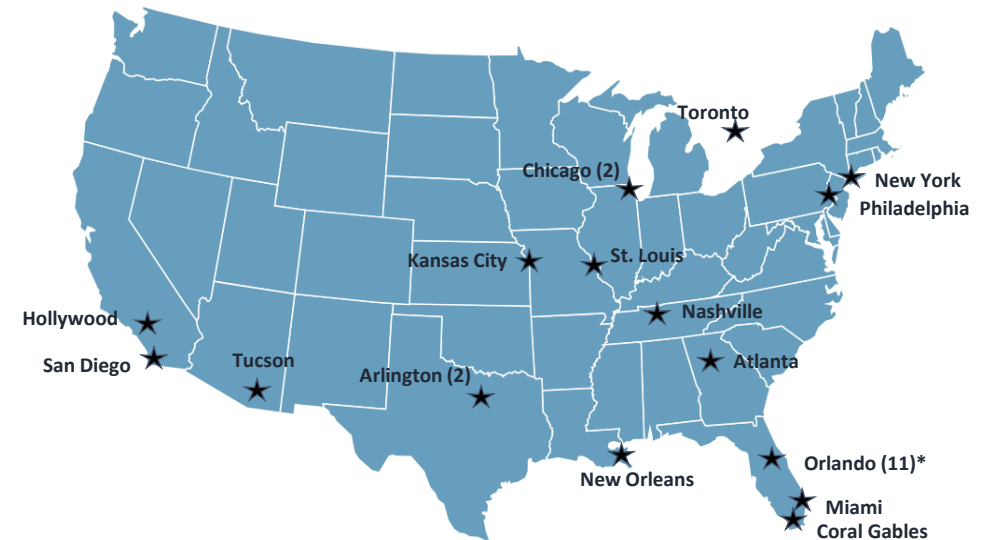 Toronto
Chicago (2)
New York
Philadelphia
Kansas City
St. Louis
Hollywood
Nashville
San Diego
Tucson
Atlanta
Arlington (2)
Orlando (11)*
New Orleans
Miami
Coral Gables